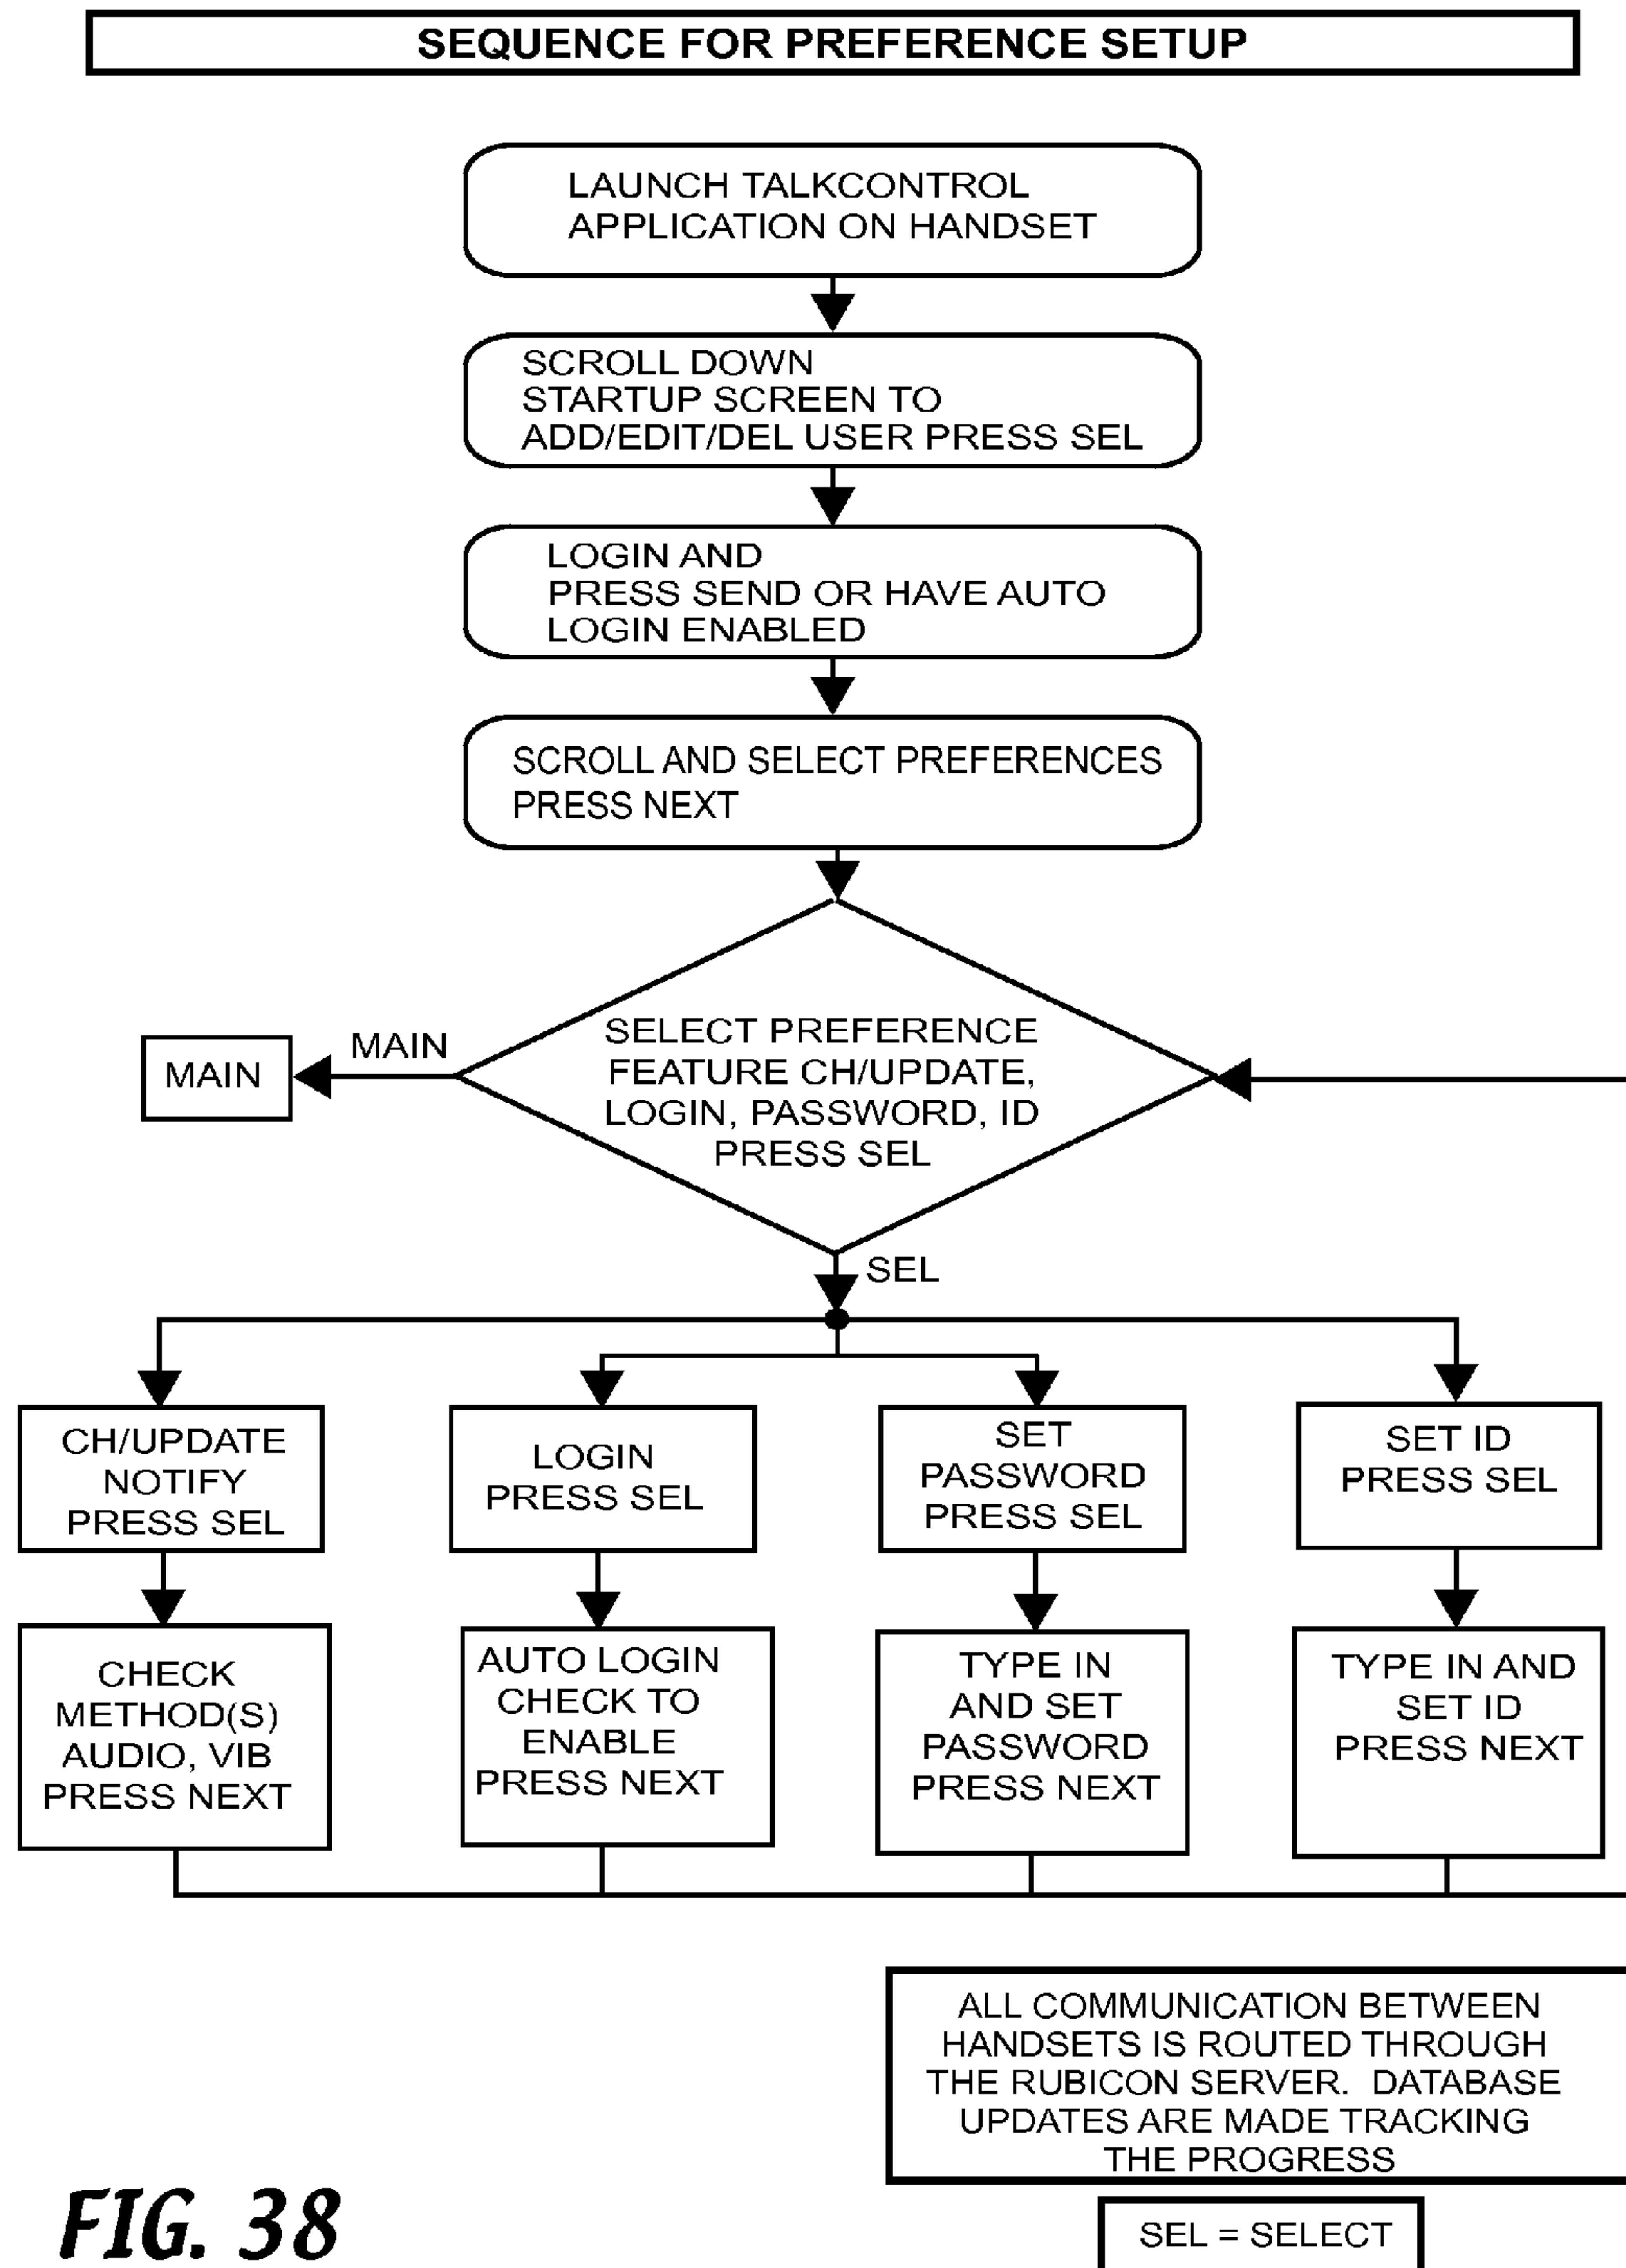 SEQUENCE FOR PREFERENCE SETUP
LAUNCH TALKCONTROL
APPLICATION ON HANDSET
SCROLL DOWN
STARTUP SCREEN TO
ADD/EDIT/DEL USER PRESS SEL
LOGIN AND
PRESS SEND OR HAVE AUTO
LOGIN ENABLED
SCROLL AND SELECT PREFERENCES
PRESS NEXT
MAIN
MAIN
SELECT PREFERENCE
FEATURE CH/UPDATE,
LOGIN, PASSWORD, ID
PRESS SEL
SEL
CH/UPDATE
NOTIFY
PRESS SEL
LOGIN
PRESS SEL
SET
PASSWORD
PRESS SEL
SET ID
PRESS SEL
CHECK
METHOD(S)
AUDIO, VIB
PRESS NEXT
AUTO LOGIN
CHECK TO
ENABLE
PRESS NEXT
TYPE IN
AND SET
PASSWORD
PRESS NEXT
TYPE IN AND
SET ID
PRESS NEXT
ALL COMMUNICATION BETWEEN
HANDSETS IS ROUTED THROUGH
THE RUBICON SERVER. DATABASE
UPDATES ARE MADE TRACKING
THE PROGRESS
SEL = SELECT
FIG. 38